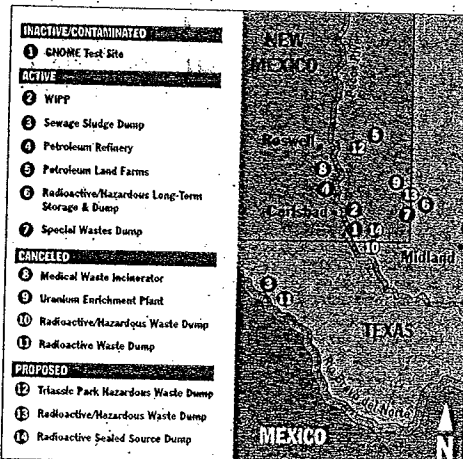 INACTIVE/CONTAMINATED
1 GNOME Test Site
ACTIVE
2 WIPP
3 Sewage Sludge Dump
4 Petroleum Refinery
5 Petroleum Land Farms
6 Radioactive/Hazardous Long-Term
Storage & Dump
7 Special Wastes Dump
CANCELED
8 Medical Waste Incinerator
9 Uranium Enrichment Plant
10 Radioactive/Hazardous Waste Dump
11 Radioactive Waste Dump
PROPOSED
12 Triassic Park Hazardous Waste Dump
13 Radioactive/Hazardous Waste Dump
14 Radioactive Sealed Source Dump
NEW
MEXICO
5
Roswell
12
8
4
9
13
6
Carlsbad
2
7
1
14
10
Midland
3
11
TEXAS
del Norte
MEXICO
N